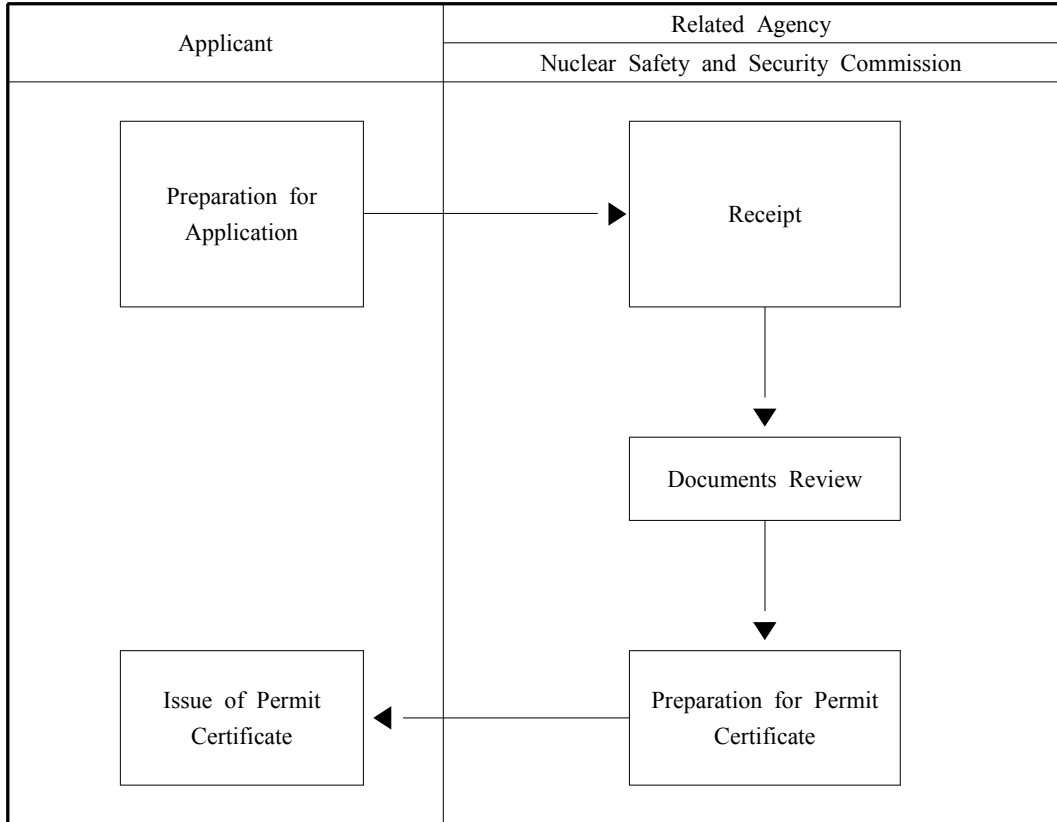 Applicant
Related Agency
Nuclear Safety and Security Commission
Preparation for
Application
Receipt
Documents Review
Issue of Permit
Certificate
Preparation for Permit
Certificate